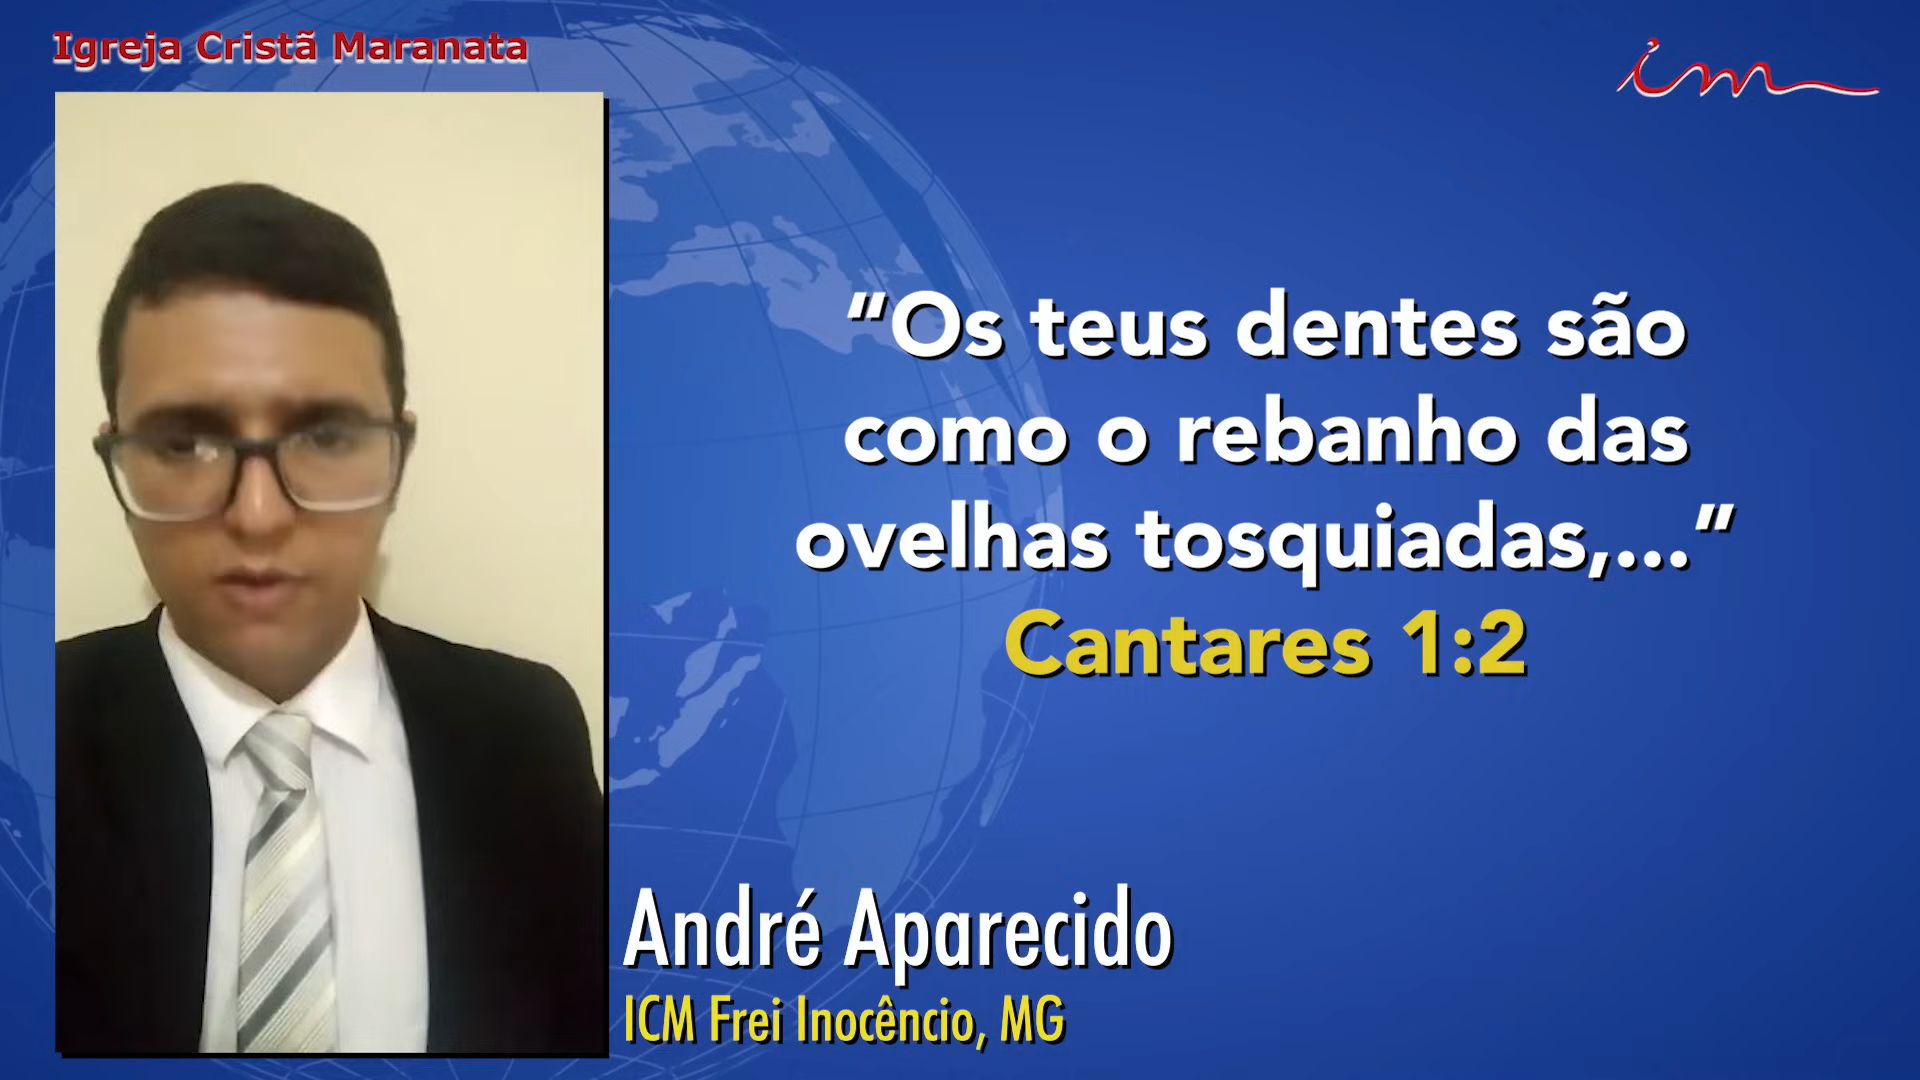 Igreja Cristã Maranata
im
“Os teus dentes são
como o rebanho das
ovelhas tosquiadas,...”
Cantares 1:2
André Aparecido
ICM Frei Inocêncio, MG